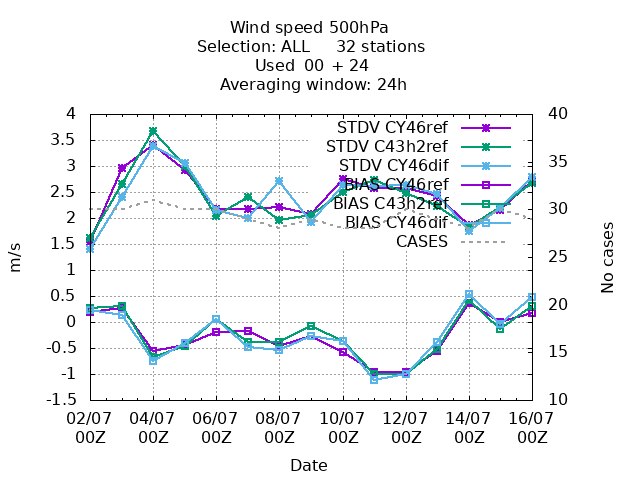 Wind speed 500hPa
Selection: ALL 32 stations
Used 00 + 24
Averaging window: 24h
4
3.5
3
2.5
2
1.5
1
0.5
0
-0.5
-1
-1.5
m/s
40
35
30
25
20
15
10
No cases
STDV CY46ref
STDV C43h2ref
STDV CY46dif
BIAS CY46ref
BIAS C43h2ref
BIAS CY46dif
CASES
02/07 04/07 06/07 08/07 10/07 12/07 14/07 16/07
00Z 00Z 00Z 00Z 00Z 00Z 00Z 00Z
Date